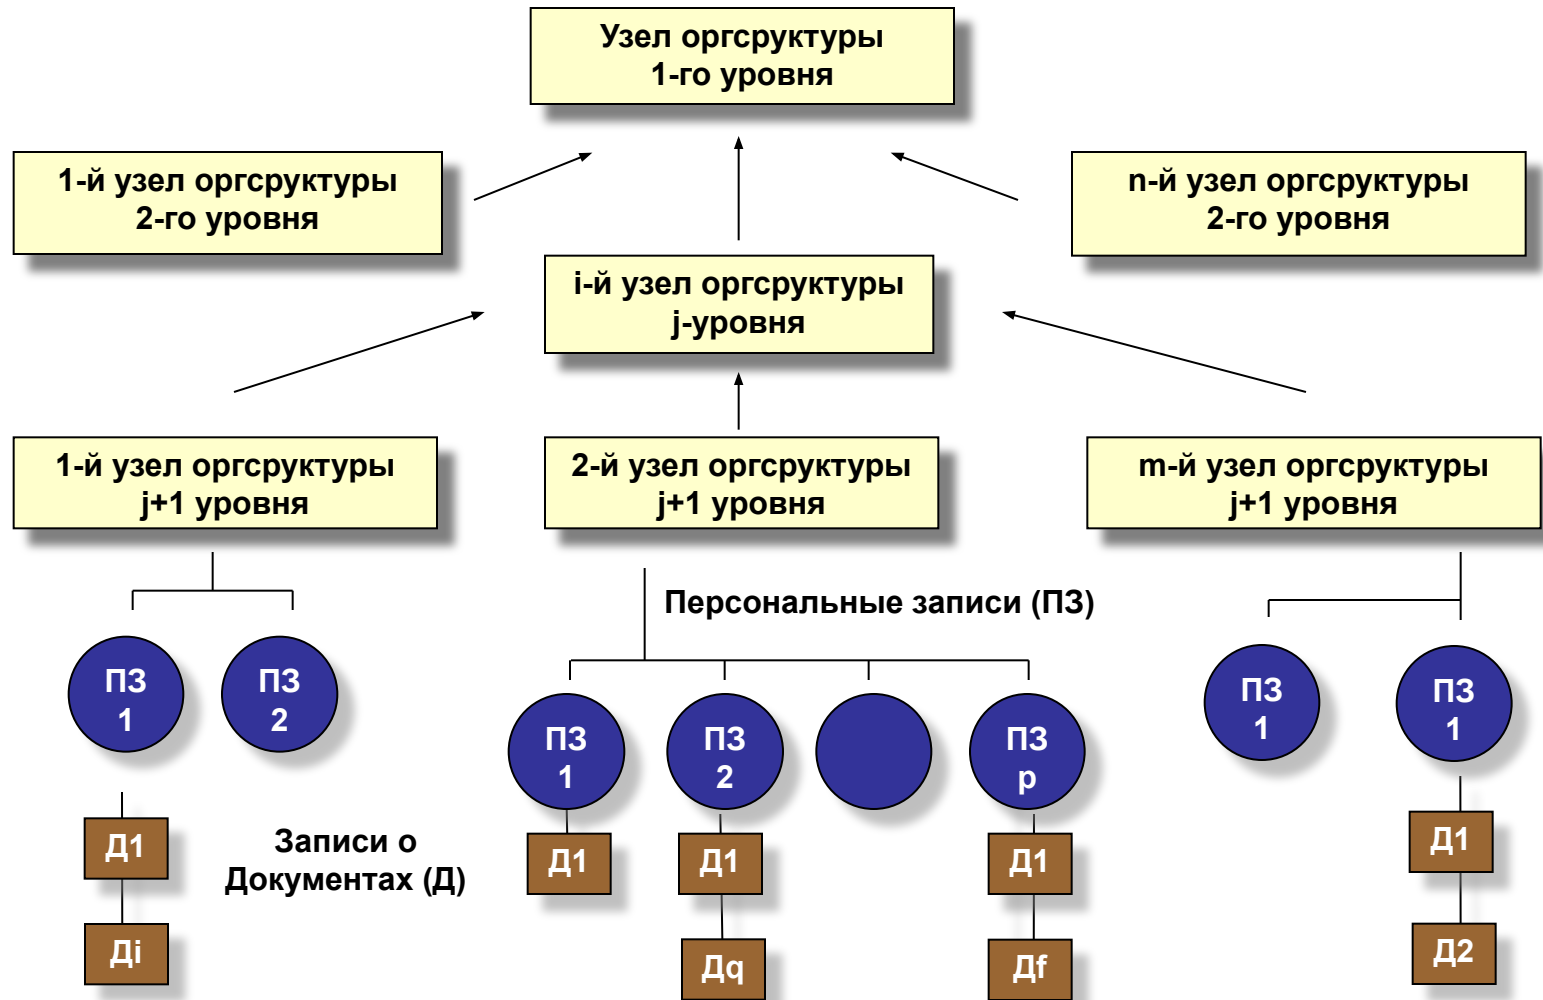 Узел оргсруктуры
1-го уровня
1-й узел оргсруктуры
2-го уровня
n-й узел оргсруктуры
2-го уровня
i-й узел оргсруктуры
j-уровня
1-й узел оргсруктуры
j+1 уровня
2-й узел оргсруктуры
j+1 уровня
m-й узел оргсруктуры
j+1 уровня
Персональные записи (ПЗ)
ПЗ
1
ПЗ
2
ПЗ
1
ПЗ
2
ПЗ
p
ПЗ
1
ПЗ
1
Записи о
Документах (Д)
Д1
Дi
Д1
Д1
Дq
Д1
Дf
Д1
Д2